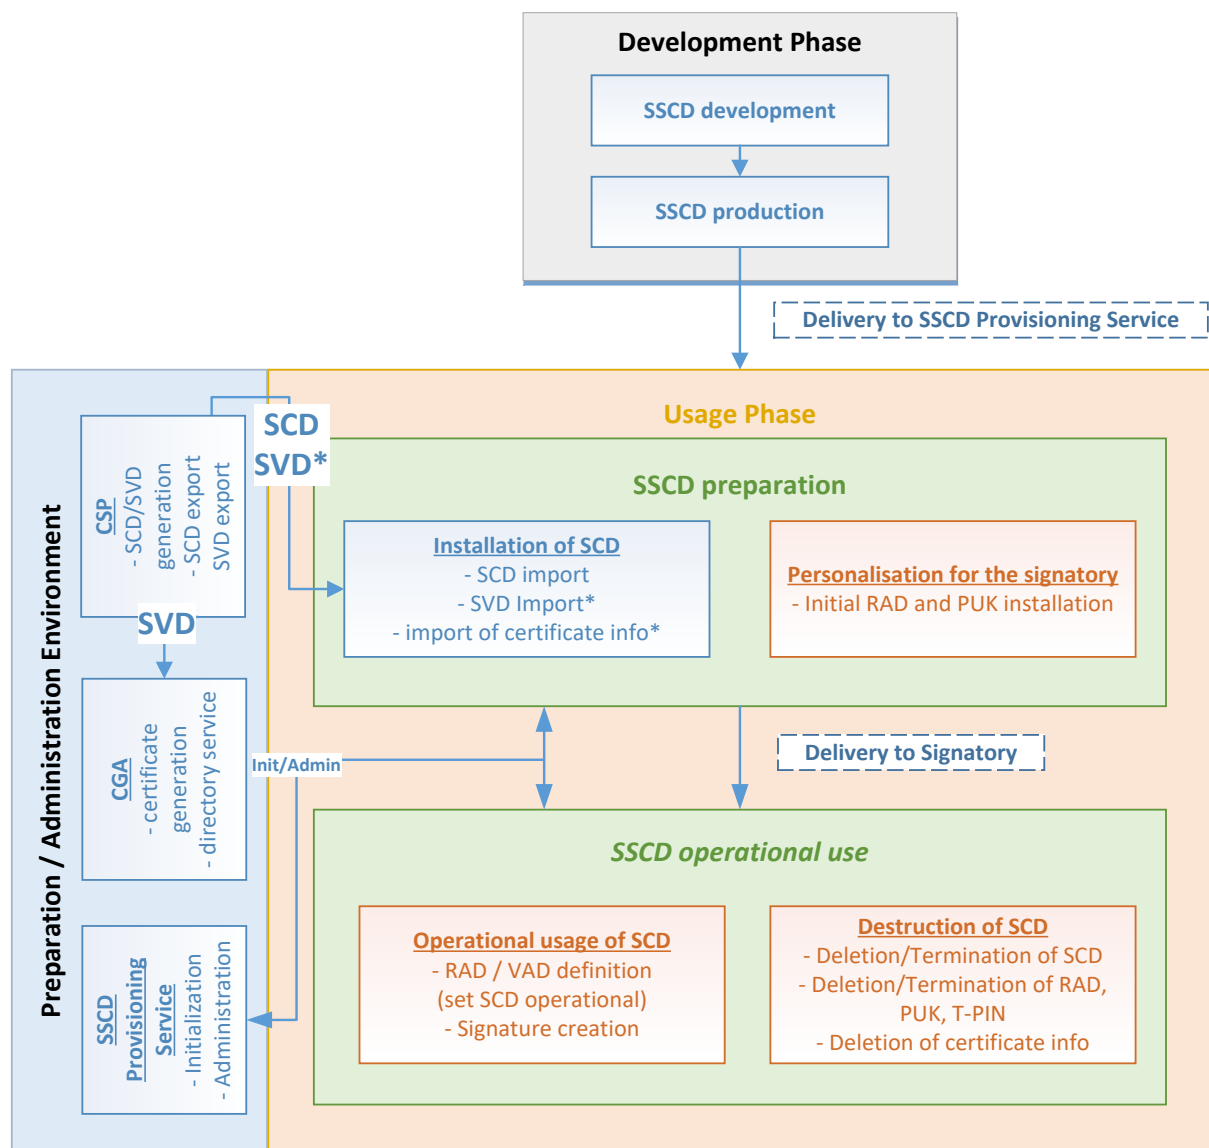 Development Phase
SSCD development
SSCD production
Delivery to SSCD Provisioning Service
Preparation / Administration Environment
CSP
- SCD/SVD
generation
- SCD export
SVD export
SCD
SVD*
SVD
CGA
- certificate
generation
- directory service
Init/Admin
SSCD
Provisioning
Service
- Initialization
- Administration
Usage Phase
SSCD preparation
Installation of SCD
- SCD import
- SVD Import*
- import of certificate info*
Personalisation for the signatory
- Initial RAD and PUK installation
Delivery to Signatory
SSCD operational use
Operational usage of SCD
- RAD / VAD definition
(set SCD operational)
- Signature creation
Destruction of SCD
- Deletion/Termination of SCD
- Deletion/Termination of RAD,
PUK, T-PIN
- Deletion of certificate info